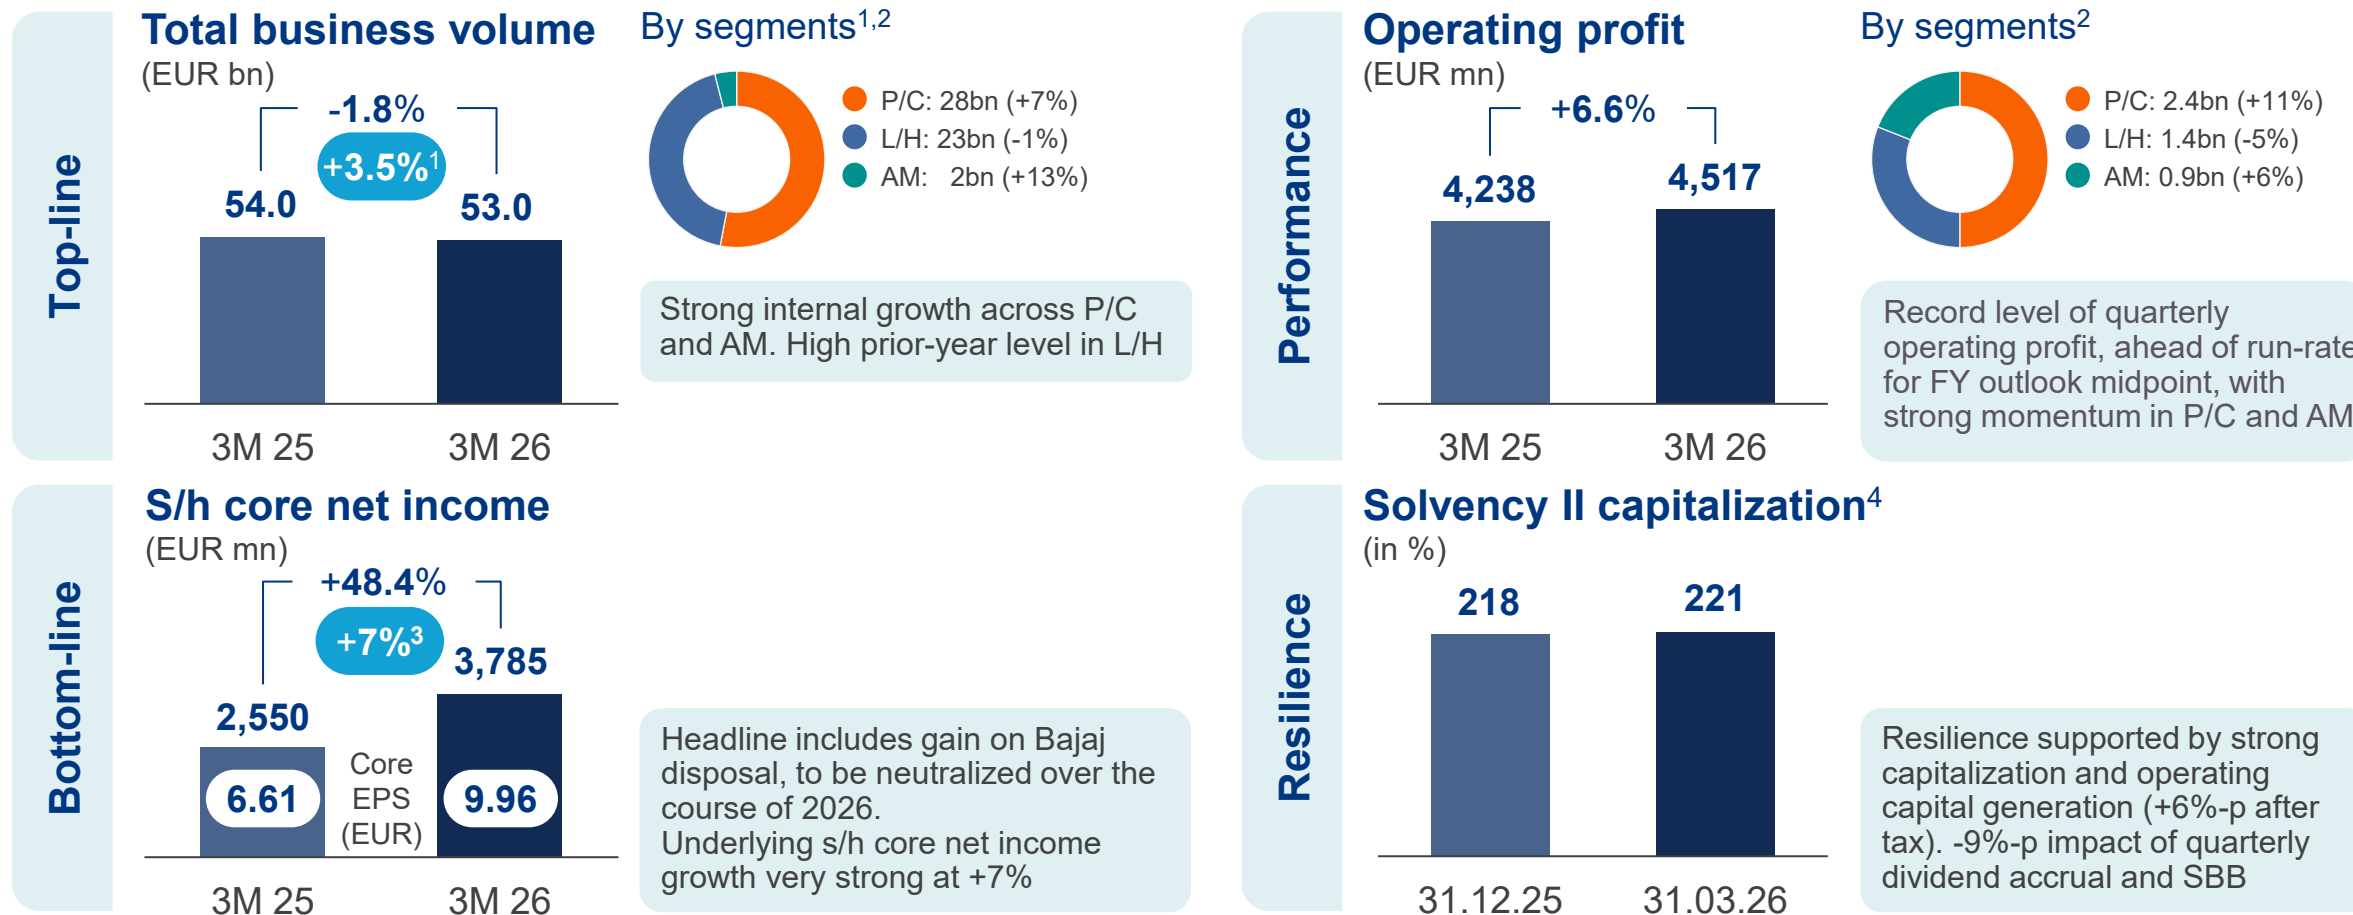 Top-line
Total business volume
(EUR bn)
-1.8%
+3.5%1
54.0
53.0
3M 25
3M 26
By segments1,2
P/C: 28bn (+7%)
L/H: 23bn (-1%)
AM: 2bn (+13%)
Strong internal growth across P/C
and AM. High prior-year level in L/H
Performance
Operating profit
(EUR mn)
+6.6%
4,238
4,517
3M 25
3M 26
By segments2
P/C: 2.4bn (+11%)
L/H: 1.4bn (-5%)
AM: 0.9bn (+6%)
Record level of quarterly
operating profit, ahead of run-rate
for FY outlook midpoint, with
strong momentum in P/C and AM
Bottom-line
S/h core net income
(EUR mn)
+48.4%
+7%3
2,550
3,785
6.61
Core
EPS
(EUR)
9.96
3M 25
3M 26
Headline includes gain on Bajaj
disposal, to be neutralized over the
course of 2026.
Underlying s/h core net income
growth very strong at +7%
Resilience
Solvency II capitalization4
(in %)
218
221
31.12.25
31.03.26
Resilience supported by strong
capitalization and operating
capital generation (+6%-p after
tax). -9%-p impact of quarterly
dividend accrual and SBB